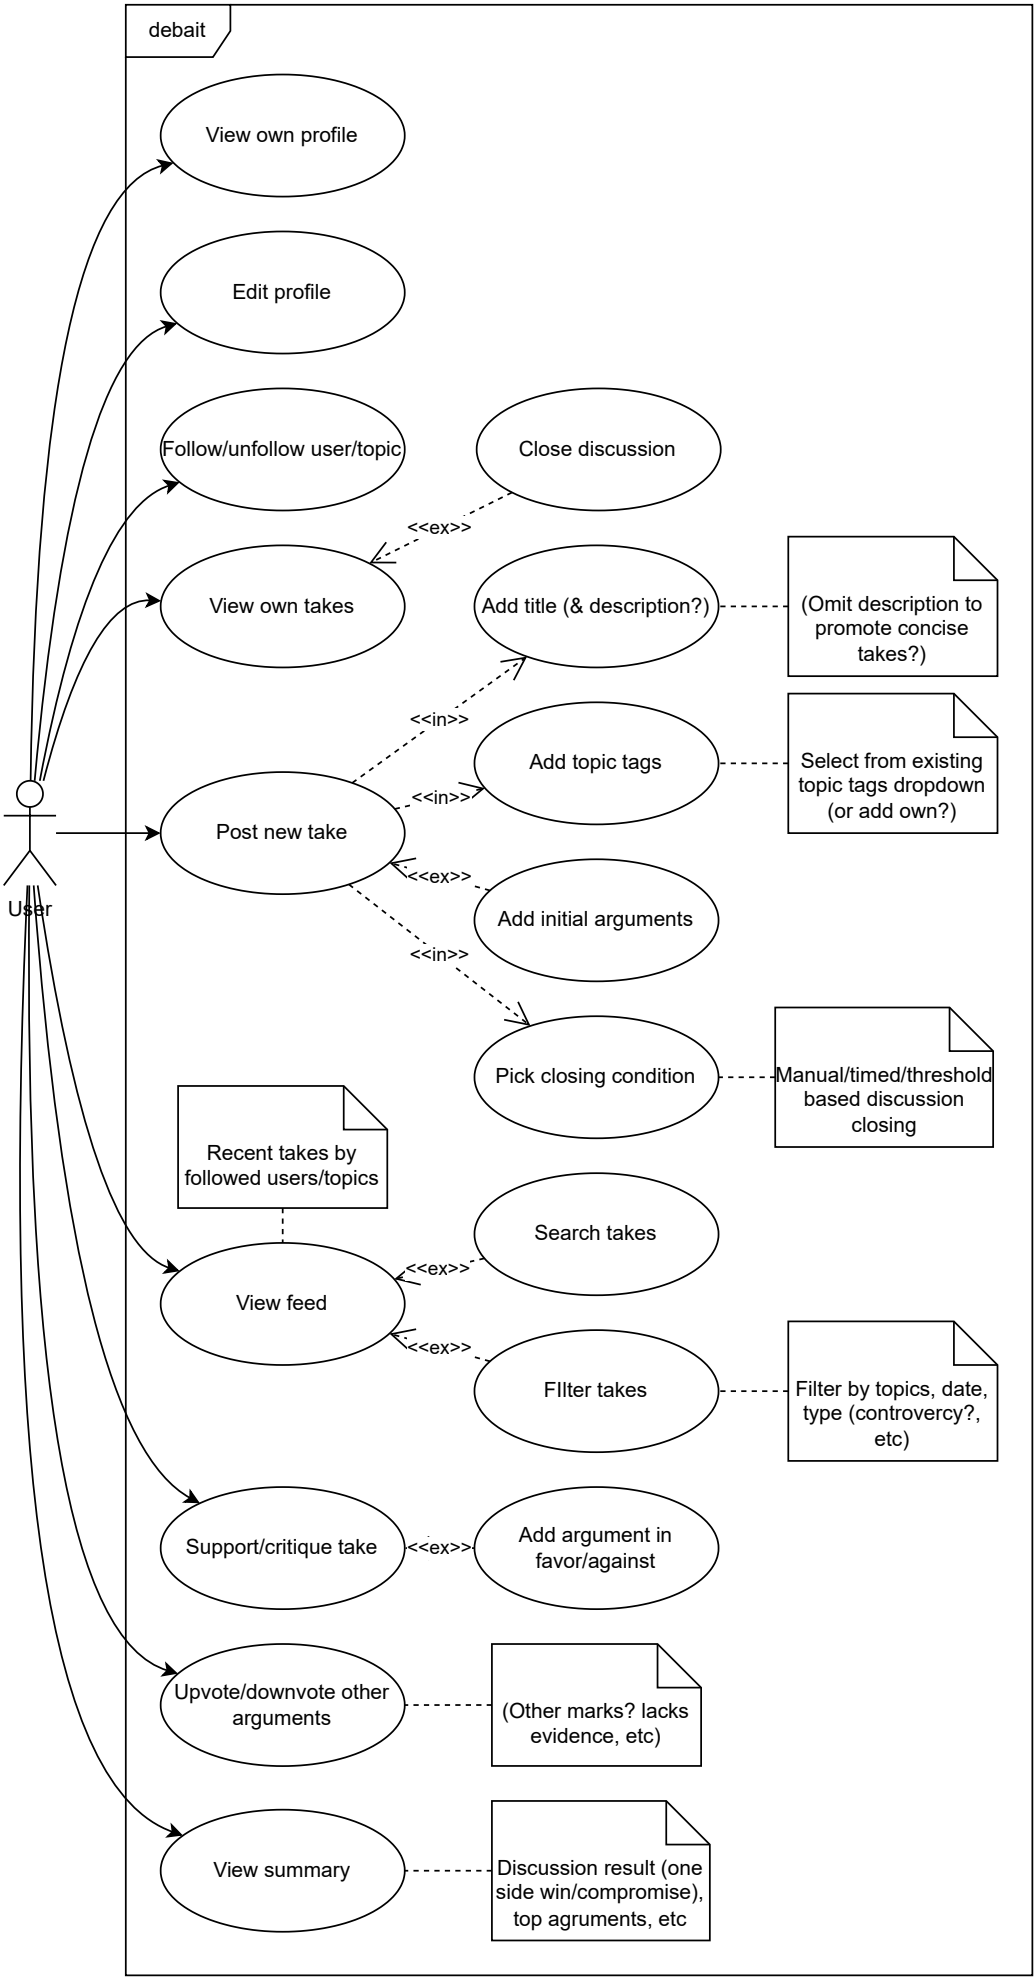 debait
View own profile
Edit profile
Follow/unfollow user/topic
Close discussion
<<ex>>
View own takes
Add title (& description?)
(Omit description to
promote concise
takes?)
<<in>>
Add topic tags
Select from existing
topic tags dropdown
(or add own?)
<<in>>
Post new take
<<ex>>
User
Add initial arguments
<<in>>
Pick closing condition
Manual/timed/threshold
based discussion
closing
Recent takes by
followed users/topics
Search takes
<<ex>>
View feed
<<ex>>
FIlter takes
Filter by topics, date,
type (controvercy?,
etc)
Support/critique take
<<ex>>
Add argument in
favor/against
Upvote/downvote other
arguments
(Other marks? lacks
evidence, etc)
View summary
Discussion result (one
side win/compromise),
top agruments, etc